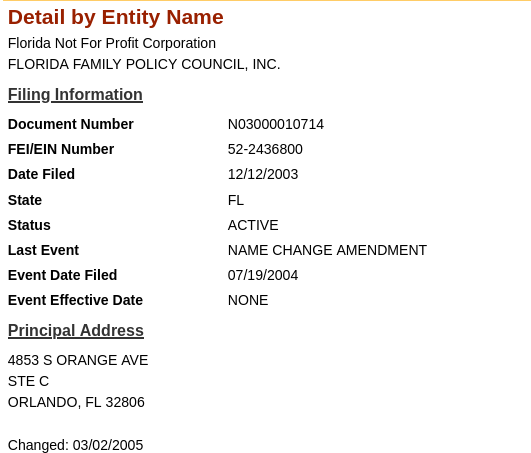 Detail by Entity Name
Florida Not For Profit Corporation
FLORIDA FAMILY POLICY COUNCIL, INC.
Filing Information
Document Number N03000010714
FEI/EIN Number 52-2436800
Date Filed 12/12/2003
State FL
Status ACTIVE
Last Event NAME CHANGE AMENDMENT
Event Date Filed 07/19/2004
Event Effective Date NONE
Principal Address
4853 S ORANGE AVE
STE C
ORLANDO, FL 32806
Changed: 03/02/2005